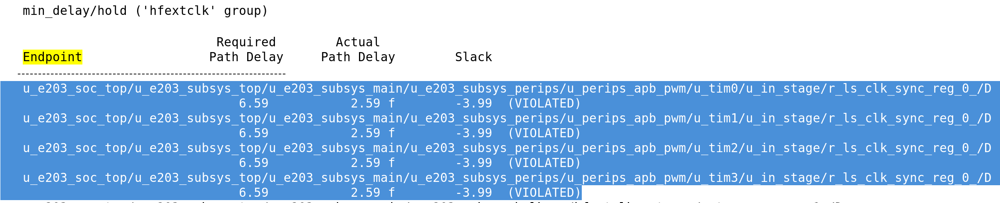 min_delay/hold ('hfextclk' group)
Required Actual
Endpoint Path Delay Path Delay Slack
-----------------------------------------------------------------
u_e203_soc_top/u_e203_subsys_top/u_e203_subsys_main/u_e203_subsys_perips/u_perips_apb_pwm/u_tim0/u_in_stage/r_ls_clk_sync_reg_0_/D
6.59 2.59 f -3.99 (VIOLATED)
u_e203_soc_top/u_e203_subsys_top/u_e203_subsys_main/u_e203_subsys_perips/u_perips_apb_pwm/u_tim1/u_in_stage/r_ls_clk_sync_reg_0_/D
6.59 2.59 f -3.99 (VIOLATED)
u_e203_soc_top/u_e203_subsys_top/u_e203_subsys_main/u_e203_subsys_perips/u_perips_apb_pwm/u_tim2/u_in_stage/r_ls_clk_sync_reg_0_/D
6.59 2.59 f -3.99 (VIOLATED)
u_e203_soc_top/u_e203_subsys_top/u_e203_subsys_main/u_e203_subsys_perips/u_perips_apb_pwm/u_tim3/u_in_stage/r_ls_clk_sync_reg_0_/D
6.59 2.59 f -3.99 (VIOLATED)